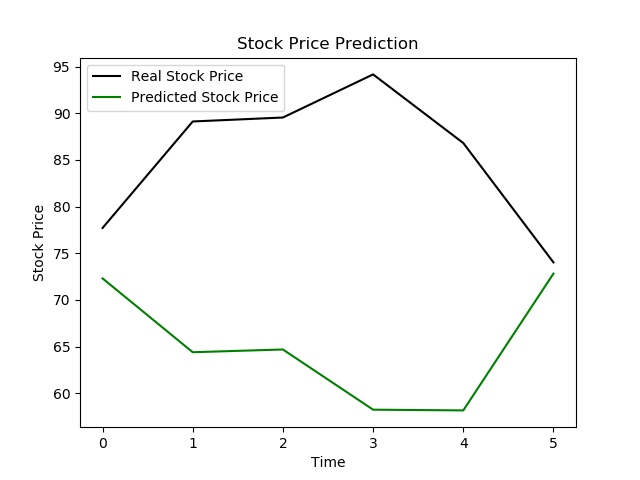 Stock Price Prediction
Real Stock Price
Predicted Stock Price
Stock Price
95
90
85
80
75
70
65
60
0 1 2 3 4 5
Time